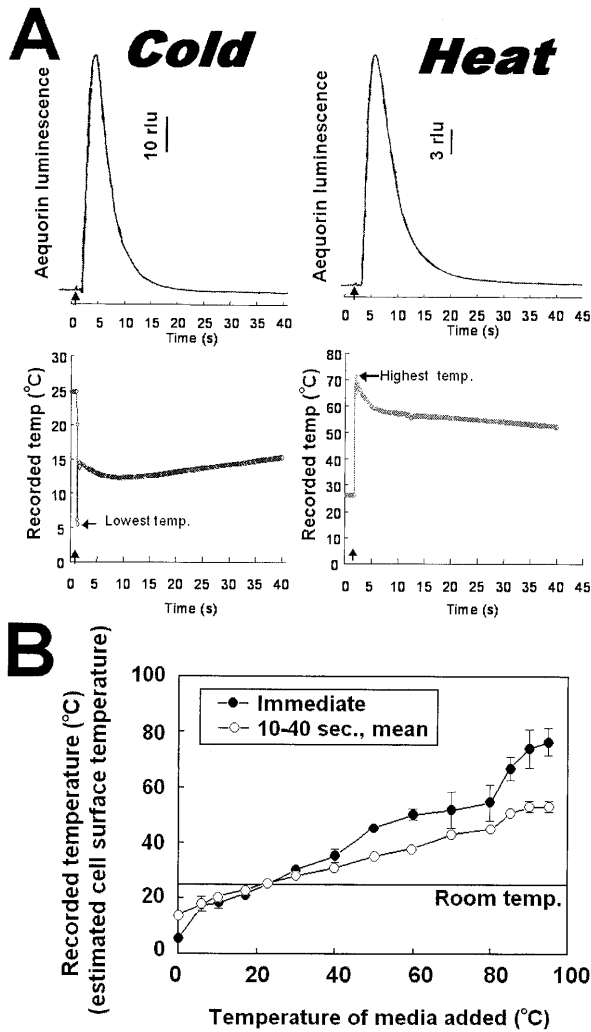 A
Cold
Heat
Aequorin luminescence
10 rlu
0 5 10 15 20 25 30 35 40
Time (s)
Aequorin luminescence
3 rlu
0 5 10 15 20 25 30 35 40 45
Time (s)
Recorded temp (°C)
30
25
20
15
10
5
0
Lowest temp.
0 5 10 15 20 25 30 35 40
Time (s)
Recorded temp (°C)
80
70
60
50
40
30
20
10
0
Highest temp.
0 5 10 15 20 25 30 35 40 45
Time (s)
B
Recorded temperature (°C)
(estimated cell surface temperature)
100
80
60
40
20
0
Immediate
10-40 sec., mean
Room temp.
0 20 40 60 80 100
Temperature of media added (°C)